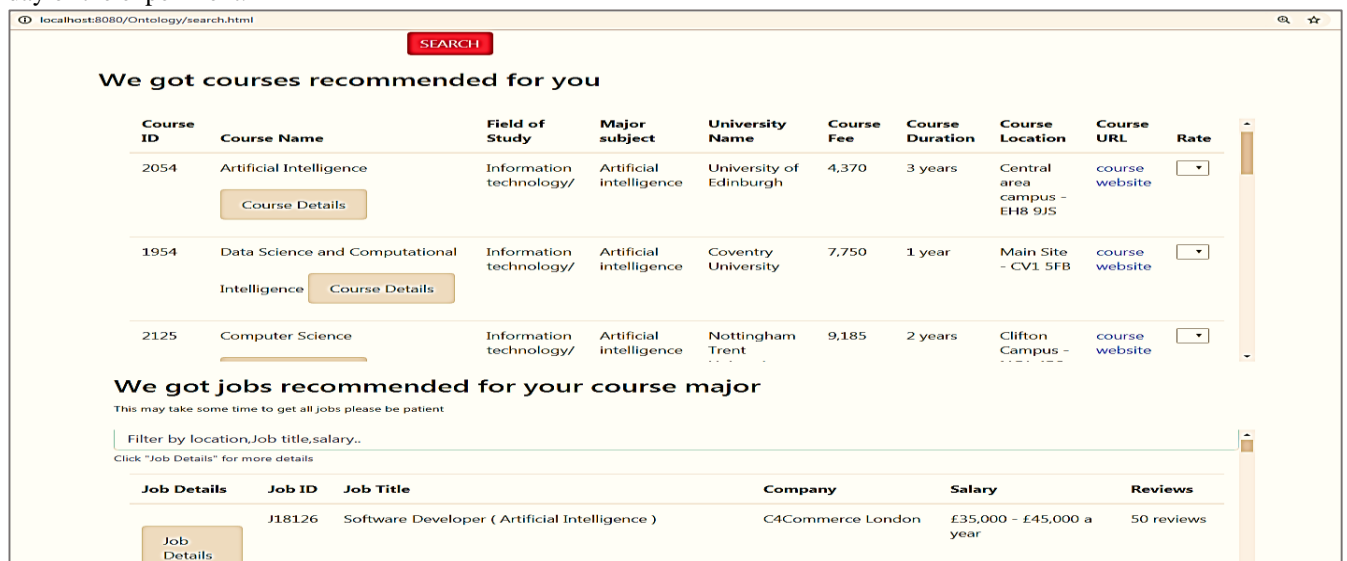 localhost:8080/Ontology/search.html
SEARCH
We got courses recommended for you
Course ID Course Name Field of Study Major subject University Name Course Fee Course Duration Course Location Course URL Rate
2054 Artificial Intelligence Information technology/ Artificial intelligence University of Edinburgh 4,370 3 years Central area campus - EH8 9JS course website
Course Details
1954 Data Science and Computational Intelligence Information technology/ Artificial intelligence Coventry University 7,750 1 year Main Site - CV1 5FB course website
Course Details
2125 Computer Science Information technology/ Artificial intelligence Nottingham Trent 9,185 2 years Clifton Campus - course website
We got jobs recommended for your course major
This may take some time to get all jobs please be patient
Filter by location,Job title,salary..
Click "Job Details" for more details
Job Details Job ID Job Title Company Salary Reviews
Job Details J18126 Software Developer ( Artificial Intelligence ) C4Commerce London £35,000 - £45,000 a year 50 reviews